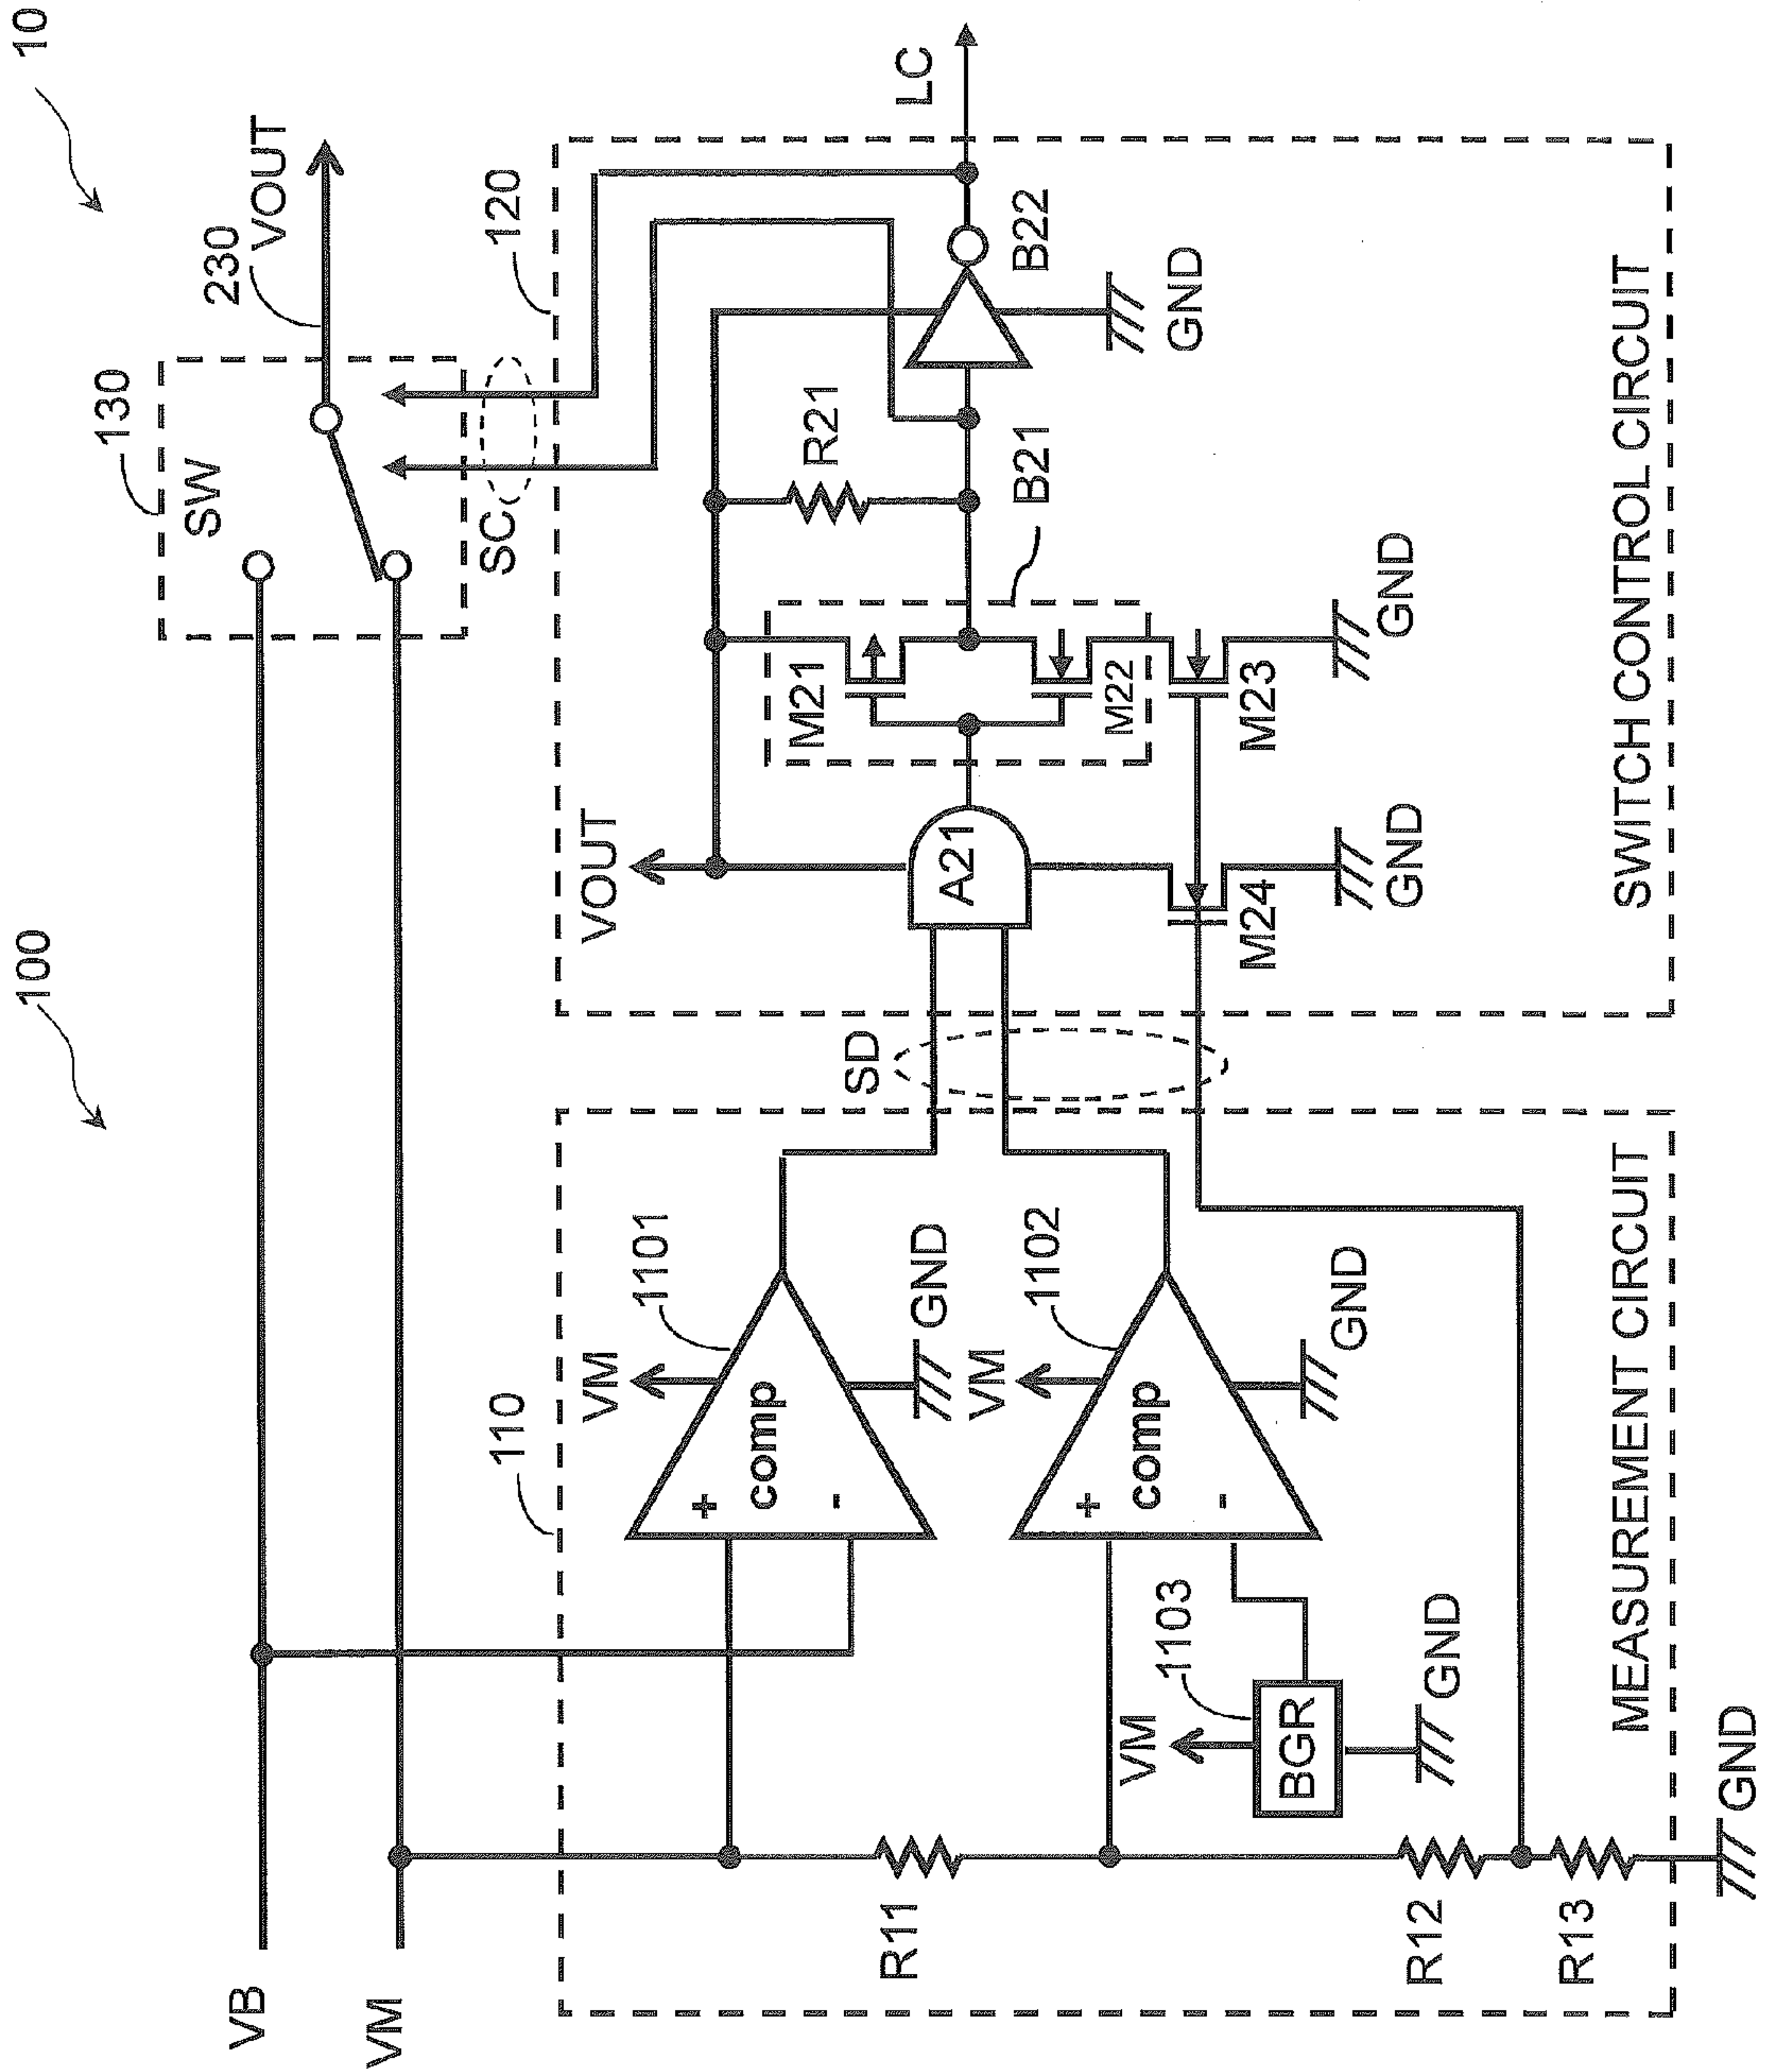 100
10
VB
VM
130
SW
230
VOUT
SC
120
LC
110
VM
1101
+
comp
-
GND
VM
1102
+
comp
-
GND
1103
VM
BGR
GND
R11
R12
R13
GND
MEASUREMENT CIRCUIT
SD
VOUT
A21
M24
GND
M21
M22
M23
GND
B21
R21
B22
GND
SWITCH CONTROL CIRCUIT